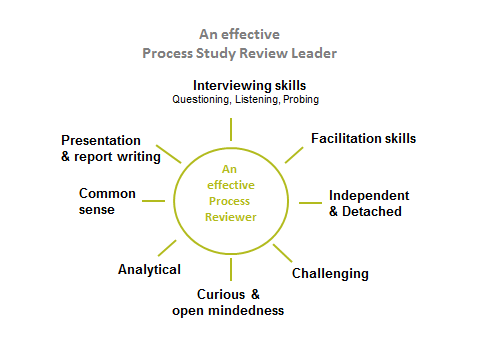 An effective
Process Study Review Leader
Interviewing skills
Questioning, Listening, Probing
Presentation
& report writing
Facilitation skills
An
effective
Process
Reviewer
Common
sense
Independent
& Detached
Analytical
Challenging
Curious &
open mindedness